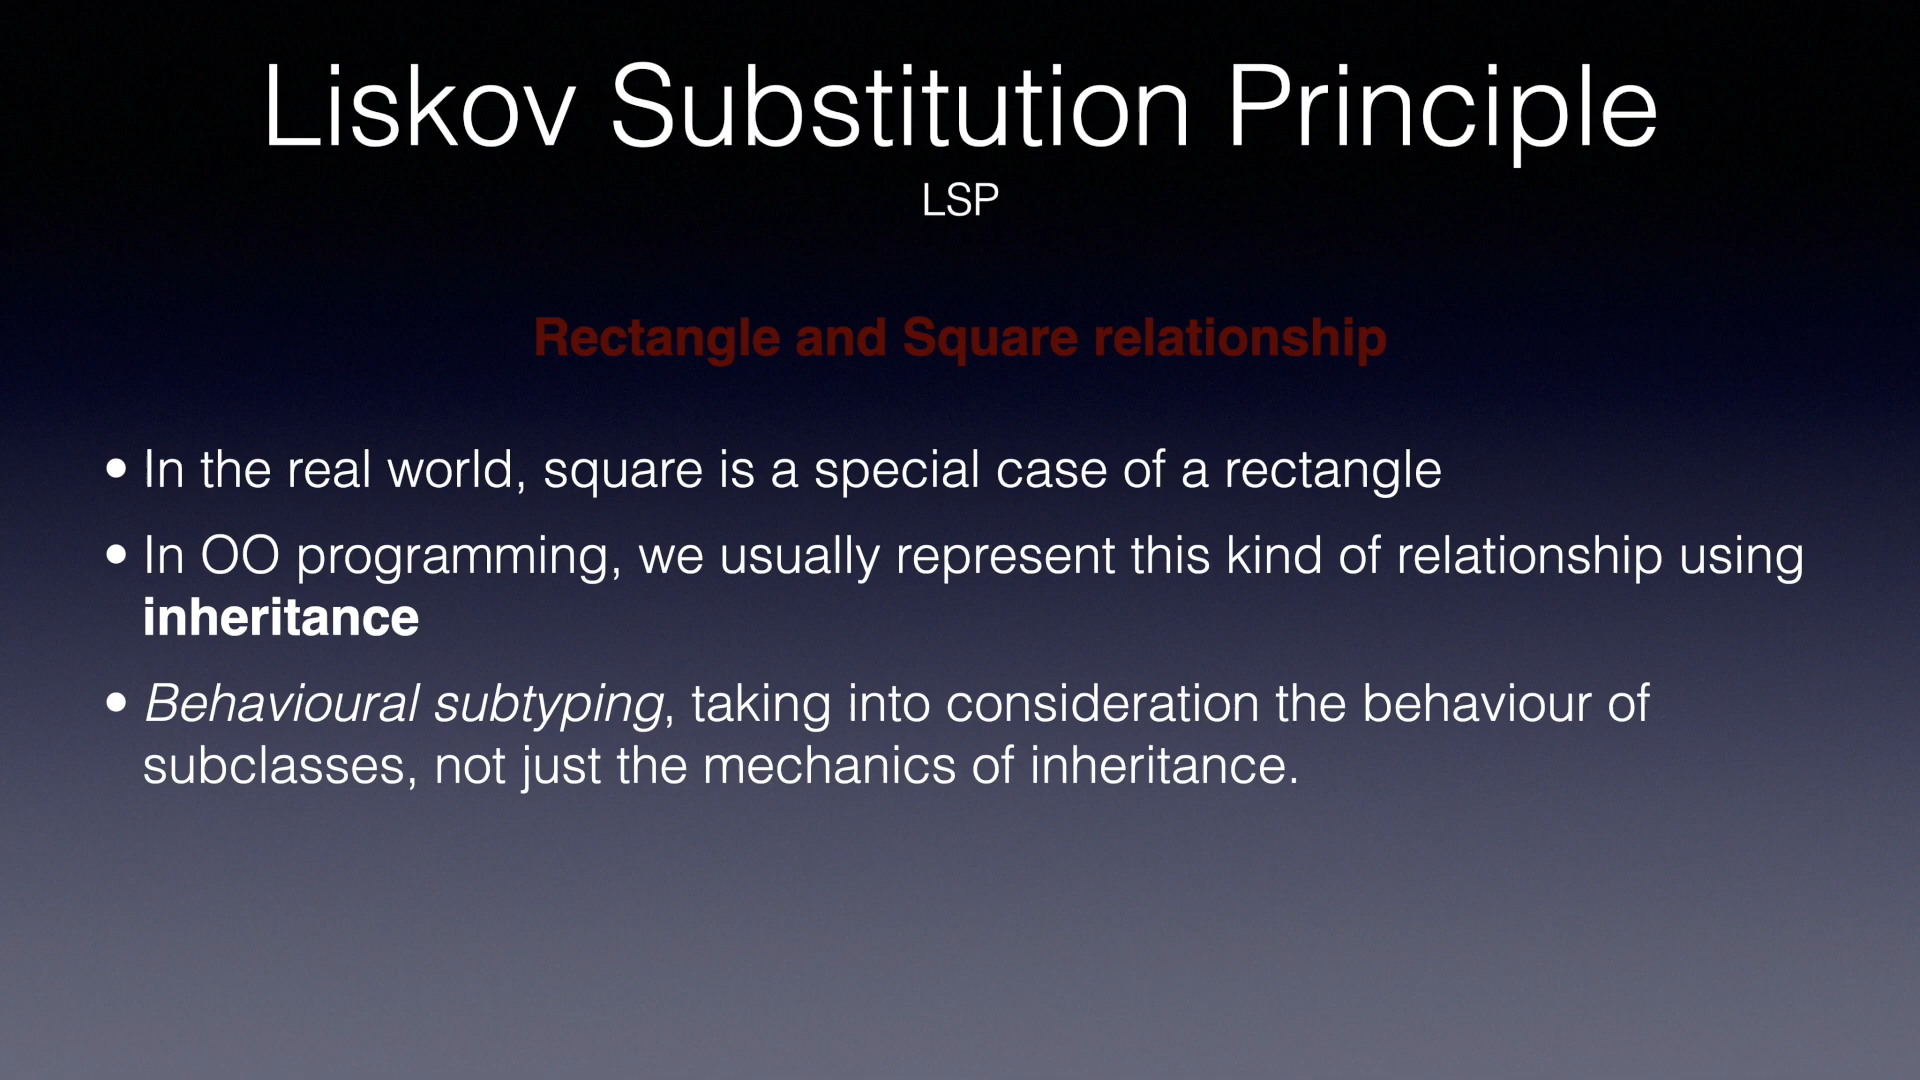 Liskov Substitution Principle
LSP
Rectangle and Square relationship
• In the real world, square is a special case of a rectangle
• In OO programming, we usually represent this kind of relationship using
inheritance
• Behavioural subtyping, taking into consideration the behaviour of
subclasses, not just the mechanics of inheritance.